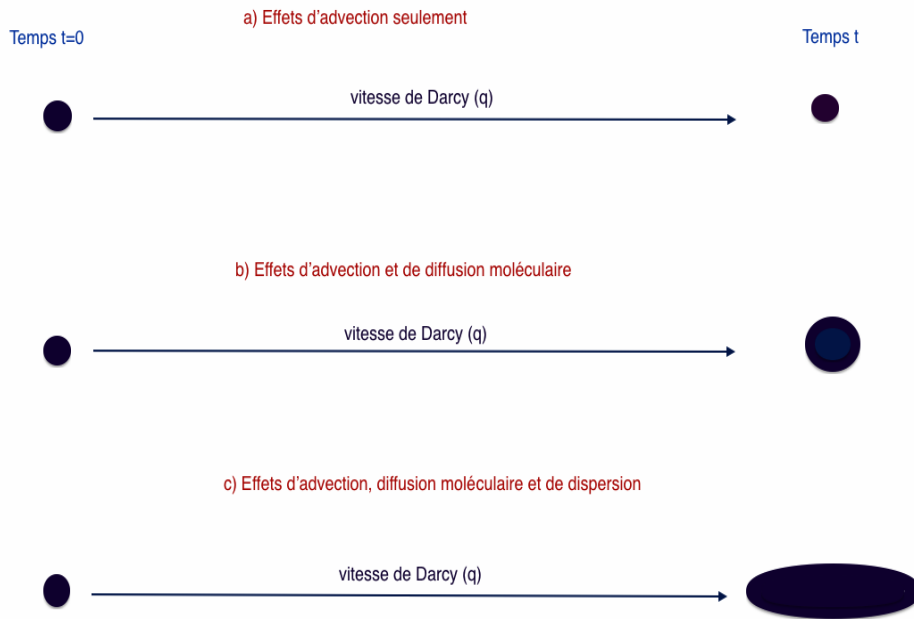 a) Effets d'advection seulement
Temps t=0
Temps t
vitesse de Darcy (q)
b) Effets d'advection et de diffusion moléculaire
vitesse de Darcy (q)
c) Effets d'advection, diffusion moléculaire et de dispersion
vitesse de Darcy (q)